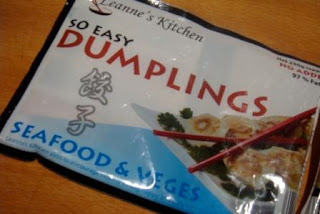 Leanne's Kitchen
SO EASY
DUMPLINGS
餃子
SEAFOOD & VEGES